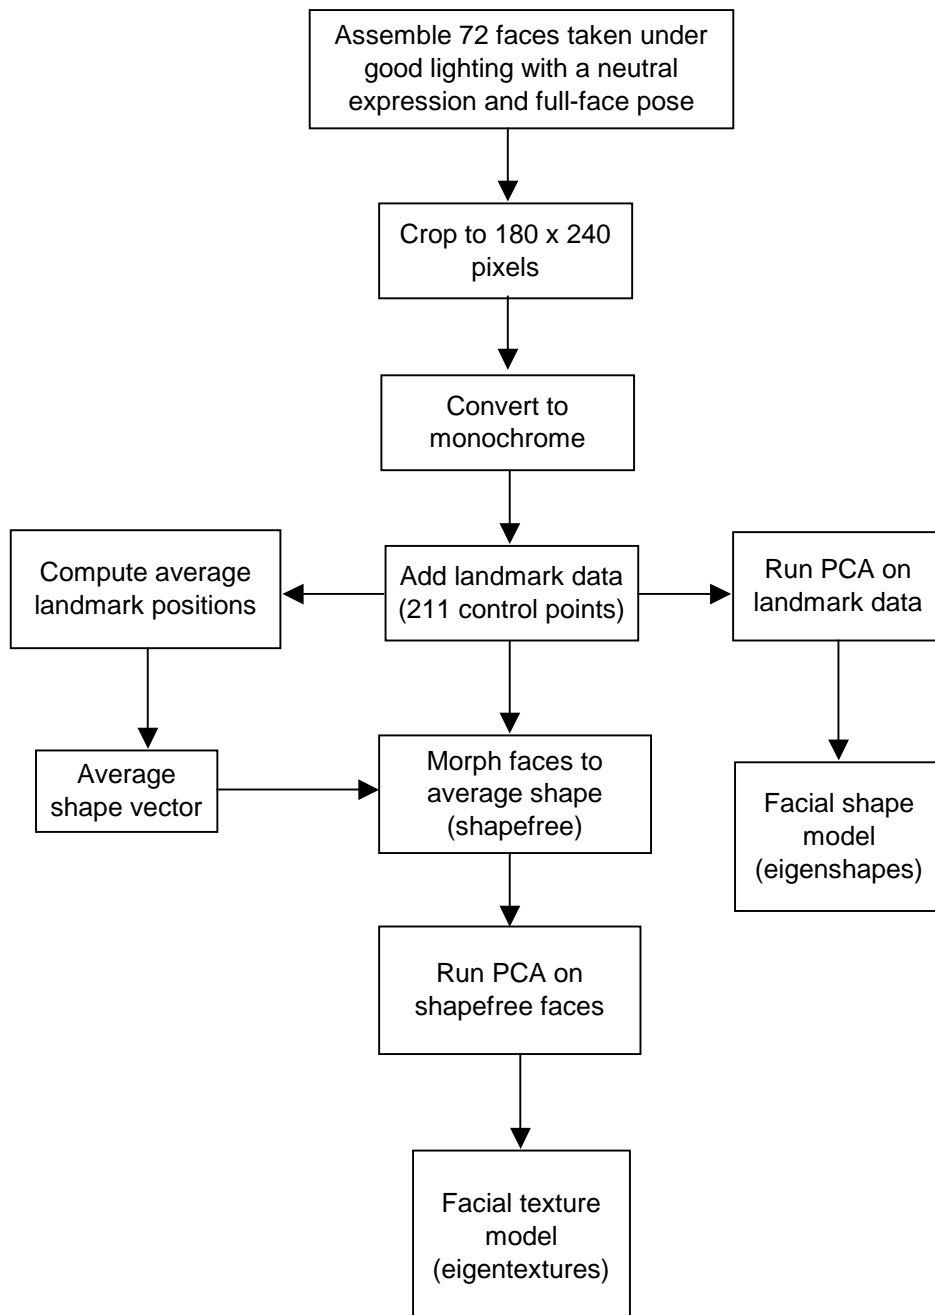 Assemble 72 faces taken under
good lighting with a neutral
expression and full-face pose
Crop to 180 x 240
pixels
Convert to
monochrome
Compute average
landmark positions
Add landmark data
(211 control points)
Run PCA on
landmark data
Average
shape vector
Morph faces to
average shape
(shapefree)
Facial shape
model
(eigenshapes)
Run PCA on
shapefree faces
Facial texture
model
(eigentextures)